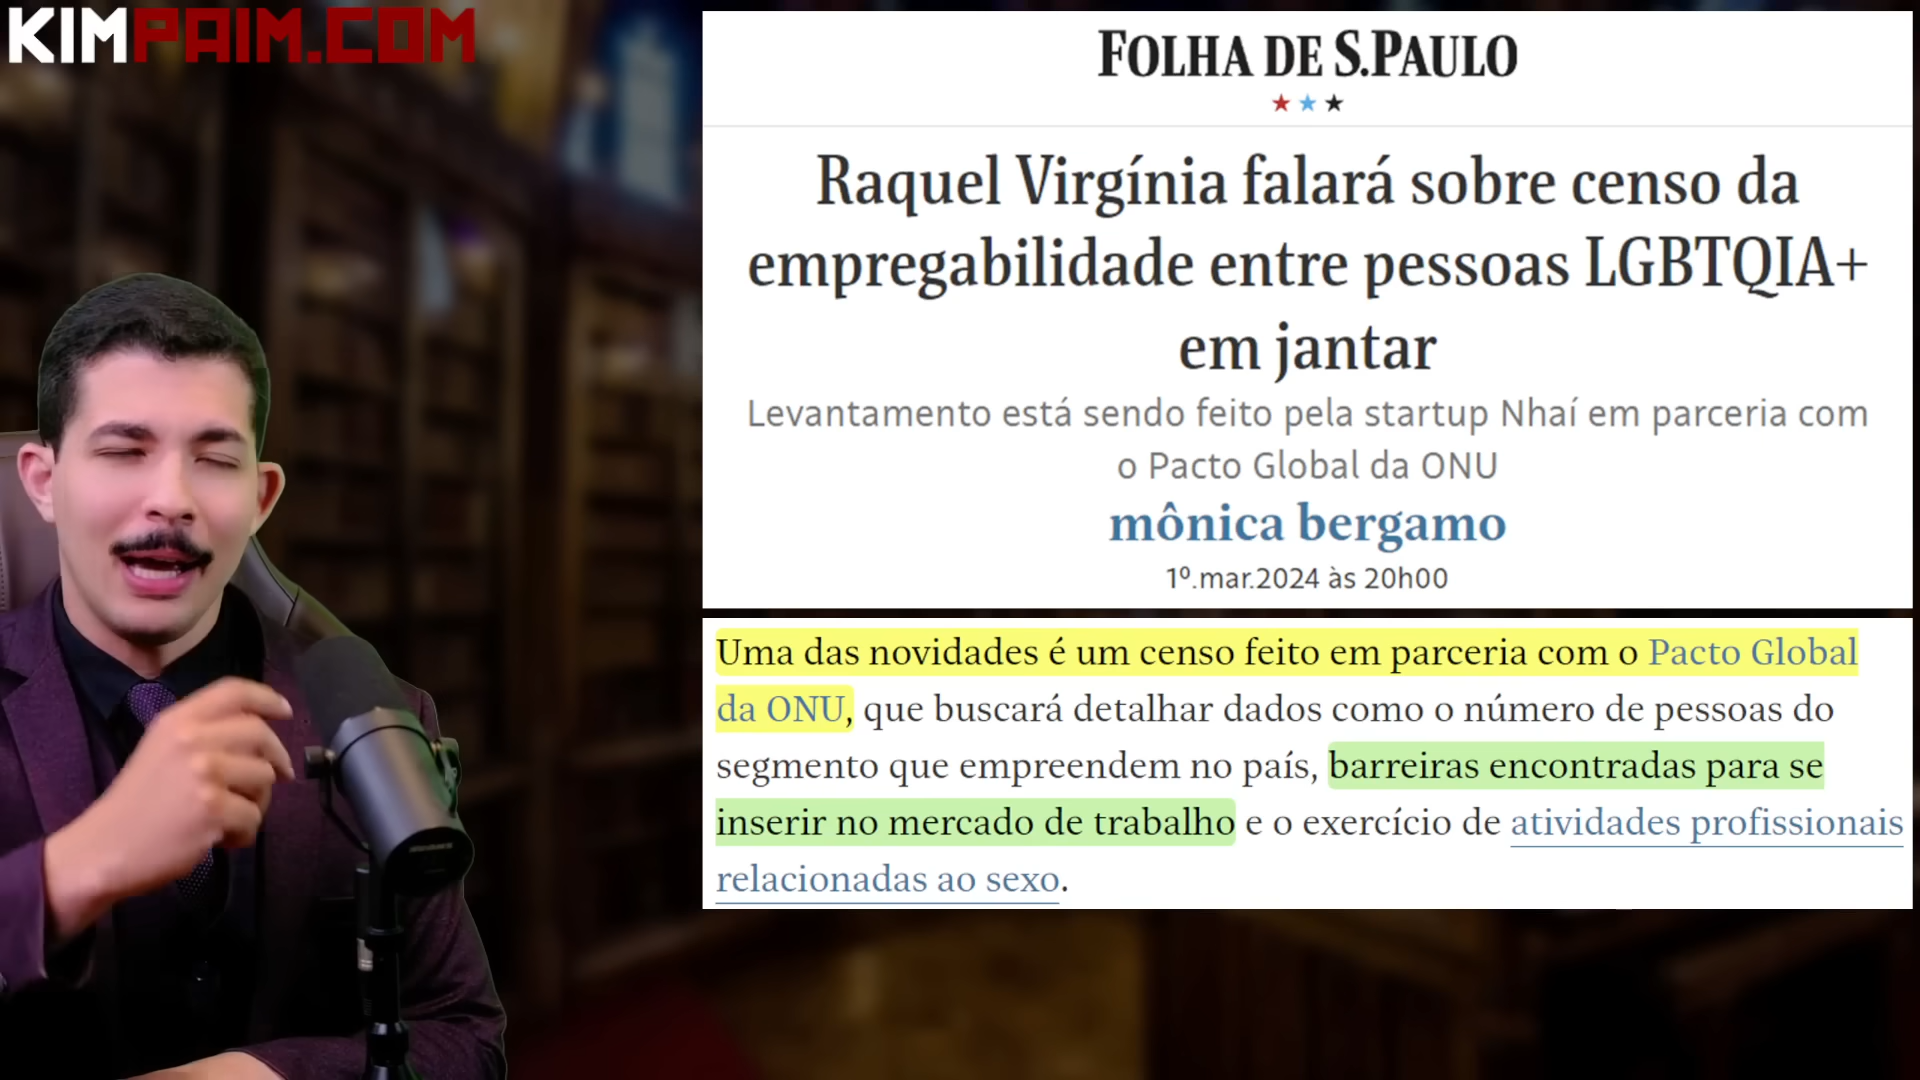 KIMPAIM.COM
FOLHA DE S.PAULO
Raquel Virgínia falará sobre censo da
empregabilidade entre pessoas LGBTQIA+
em jantar
Levantamento está sendo feito pela startup Nhaí em parceria com
o Pacto Global da ONU
mônica bergamo
1º.mar.2024 às 20h00
Uma das novidades é um censo feito em parceria com o Pacto Global
da ONU, que buscará detalhar dados como o número de pessoas do
segmento que empreendem no país, barreiras encontradas para se
inserir no mercado de trabalho e o exercício de atividades profissionais
relacionadas ao sexo.